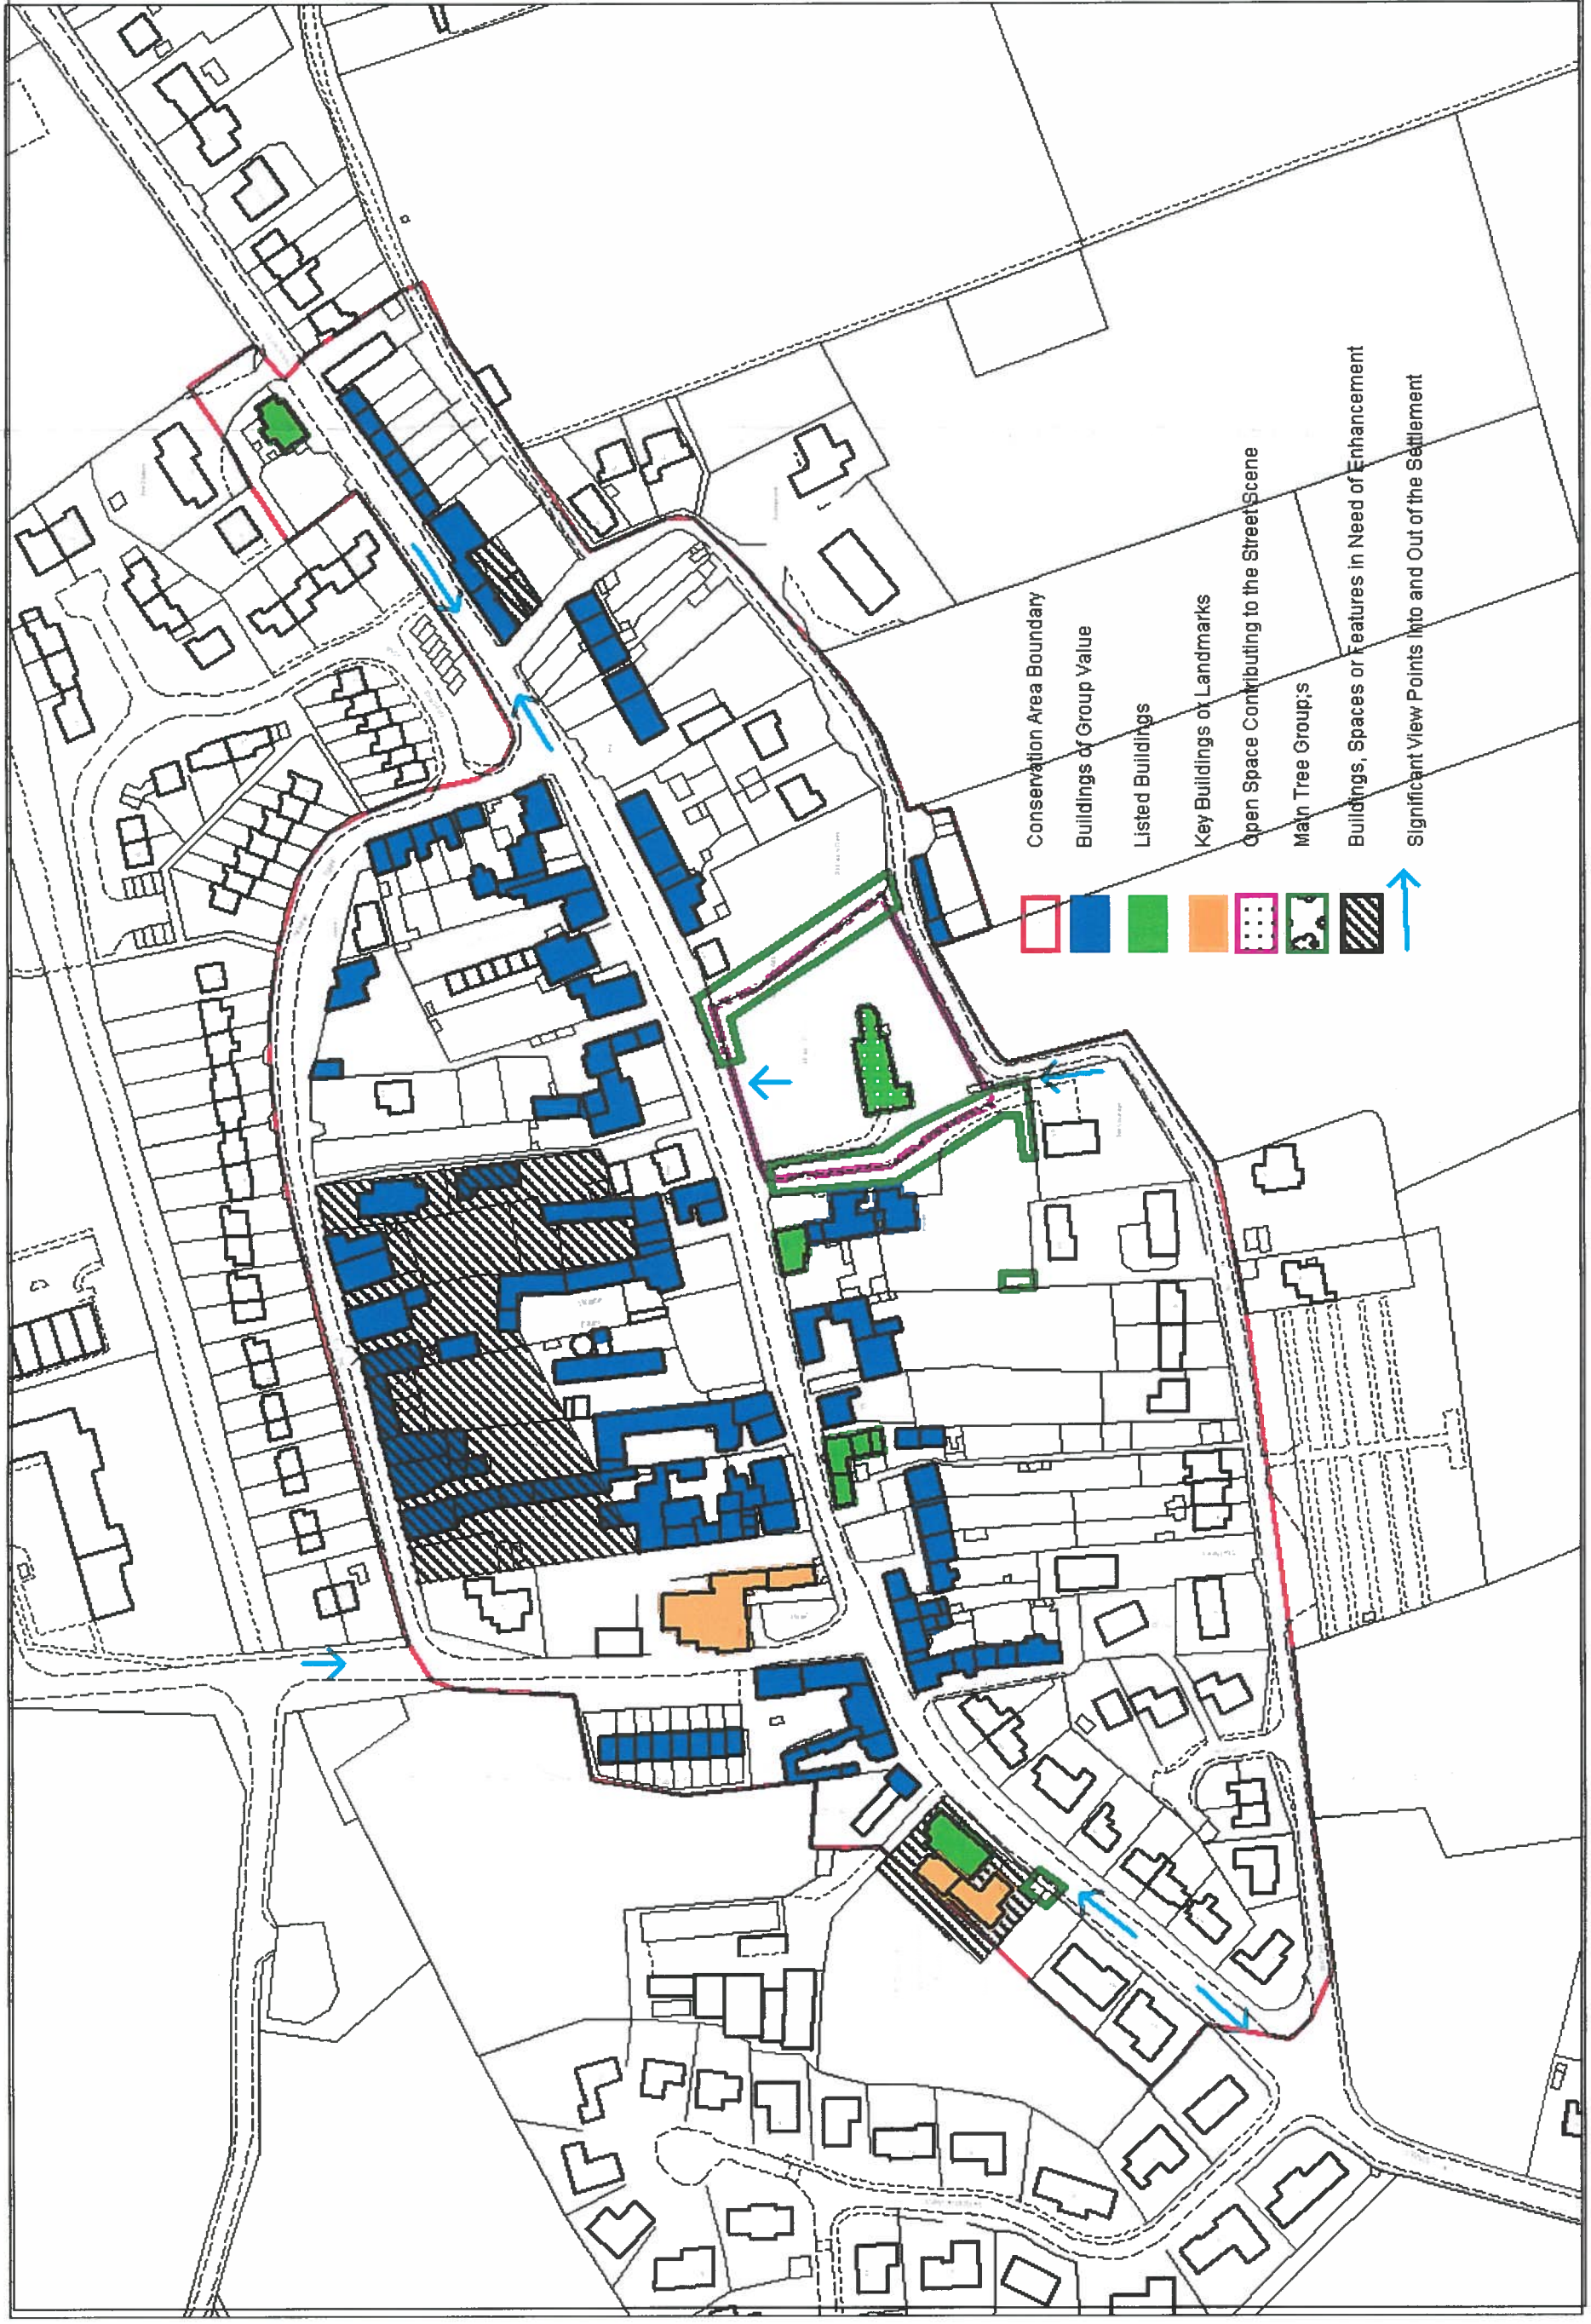 Conservation Area Boundary
Buildings of Group Value
Listed Buildings
Key Buildings or Landmarks
Open Space Contributing to the Street Scene
Main Tree Group;s
Buildings, Spaces or Features in Need of Enhancement
Significant View Points Into and Out of the Settlement